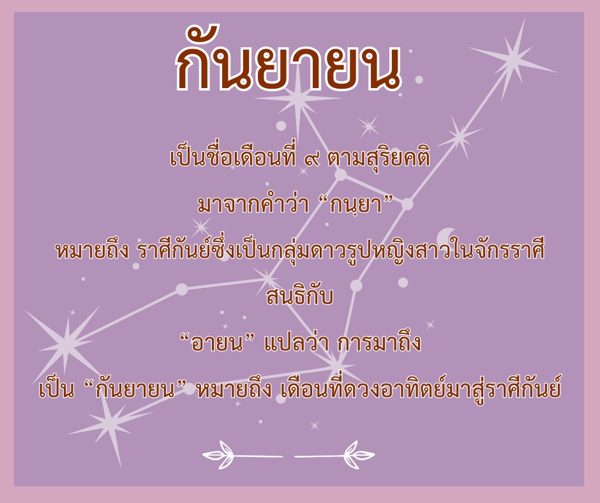 กันยายน
เป็นชื่อเดือนที่ ๙ ตามสุริยคติ
มาจากคำว่า “กนฺยา”
หมายถึง ราศีกันย์ซึ่งเป็นกลุ่มดาวรูปหญิงสาวในจักรราศี
สนธิกับ
“อายน” แปลว่า การมาถึง
เป็น “กันยายน” หมายถึง เดือนที่ดวงอาทิตย์มาสู่ราศีกันย์